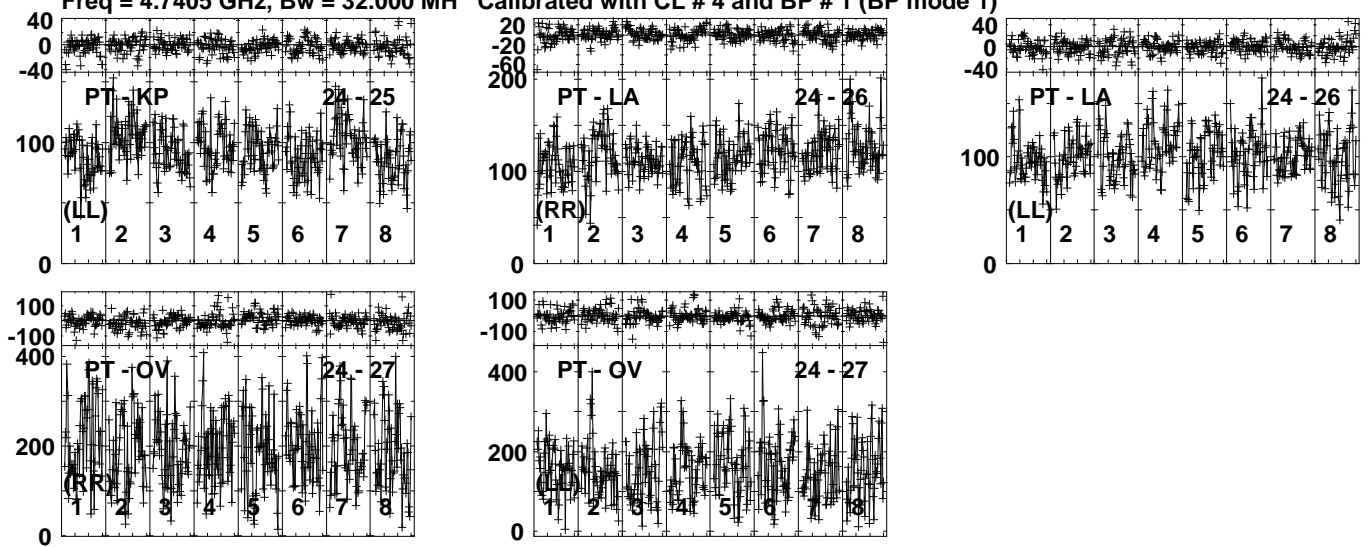 Freq = 4.7405 GHz, Bw = 32.000 MH Calibrated with CL # 4 and BP # 1 (BP mode 1)
40
0
-40
PT - KP 24 - 25
100
(LL)
1 2 3 4 5 6 7 8
0
20
-20
-60
200
PT - LA 24 - 26
100
(RR)
1 2 3 4 5 6 7 8
0
40
0
-40
PT - LA 24 - 26
100
(LL)
1 2 3 4 5 6 7 8
0
100
-100
400
PT - OV 24 - 27
200
(RR)
1 2 3 4 5 6 7 8
0
100
-100
400
PT - OV 24 - 27
200
(LL)
1 2 3 4 5 6 7 8
0